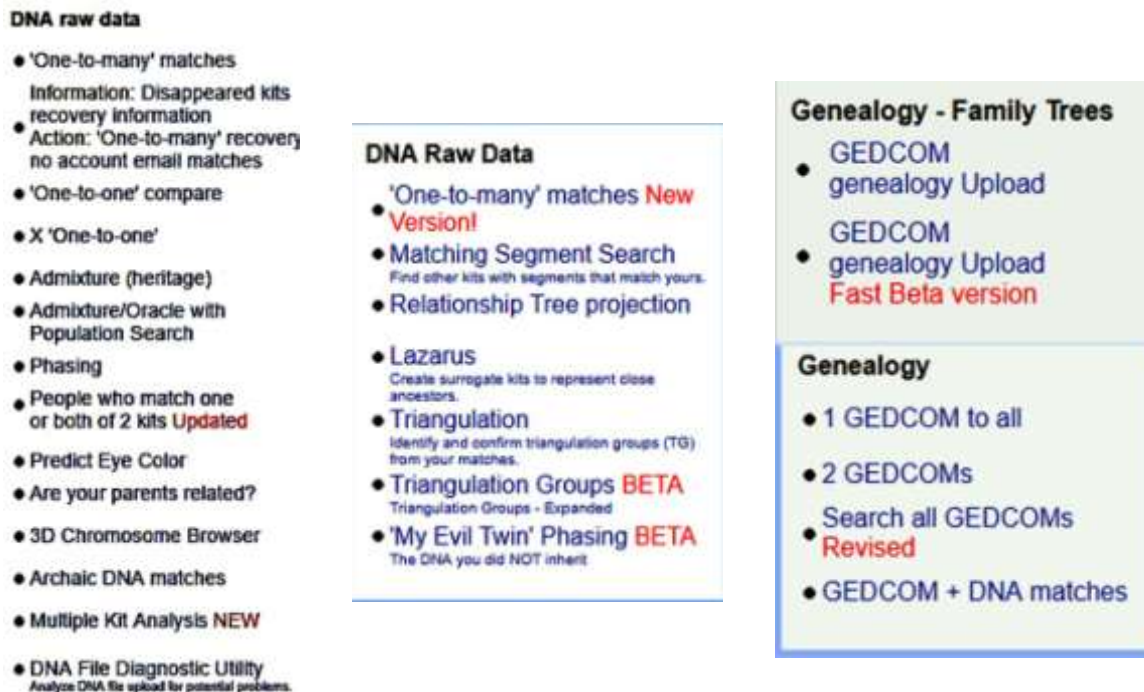 DNA raw data
● 'One-to-many' matches
Information: Disappeared kits
recovery information
● Action: 'One-to-many' recovery
no account email matches
● 'One-to-one' compare
● X 'One-to-one'
● Admixture (heritage)
● Admixture/Oracle with
Population Search
● Phasing
● People who match one
or both of 2 kits Updated
● Predict Eye Color
● Are your parents related?
● 3D Chromosome Browser
● Archaic DNA matches
● Multiple Kit Analysis NEW
● DNA File Diagnostic Utility
Analyze DNA file upload for potential problems.
DNA Raw Data
● 'One-to-many' matches New
Version!
● Matching Segment Search
Find other kits with segments that match yours.
● Relationship Tree projection
● Lazarus
Create surrogate kits to represent close
ancestors.
● Triangulation
Identify and confirm triangulation groups (TG)
from your matches.
● Triangulation Groups BETA
Triangulation Groups - Expanded
● 'My Evil Twin' Phasing BETA
The DNA you did NOT inherit
Genealogy - Family Trees
● GEDCOM
genealogy Upload
● GEDCOM
genealogy Upload
Fast Beta version
Genealogy
● 1 GEDCOM to all
● 2 GEDCOMs
● Search all GEDCOMs
Revised
● GEDCOM + DNA matches